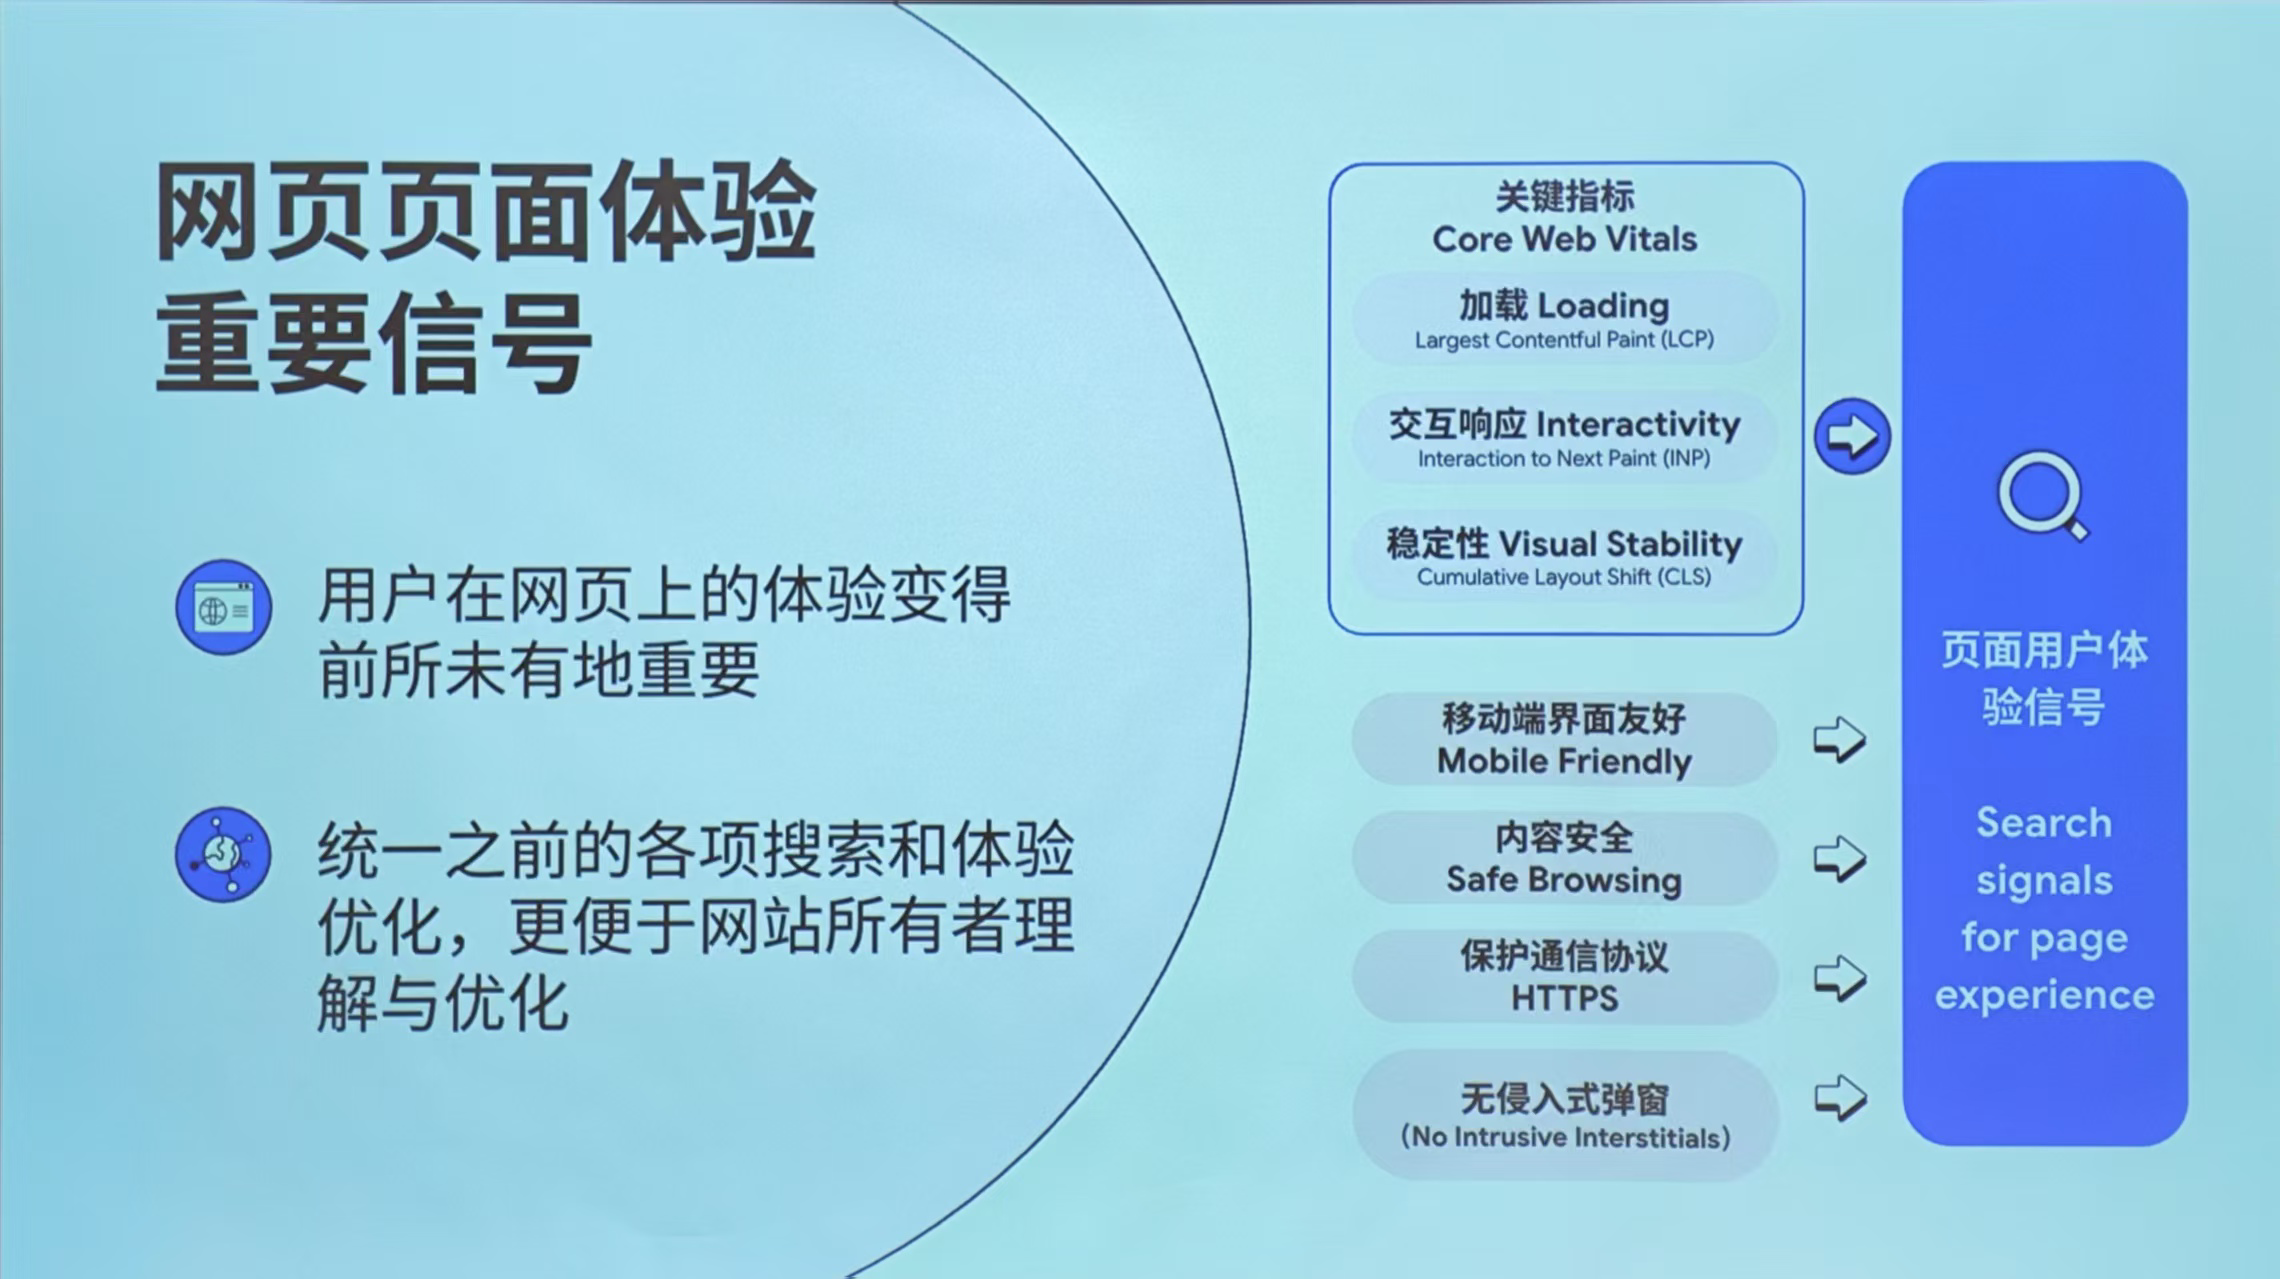 网页页面体验
重要信号
用户在网页上的体验变得
前所未有地重要
统一之前的各项搜索和体验
优化，更便于网站所有者理
解与优化
关键指标
Core Web Vitals
加载 Loading
Largest Contentful Paint (LCP)
交互响应 Interactivity
Interaction to Next Paint (INP)
稳定性 Visual Stability
Cumulative Layout Shift (CLS)
移动端界面友好
Mobile Friendly
内容安全
Safe Browsing
保护通信协议
HTTPS
无侵入式弹窗
（No Intrusive Interstitials）
页面用户体
验信号
Search
signals
for page
experience